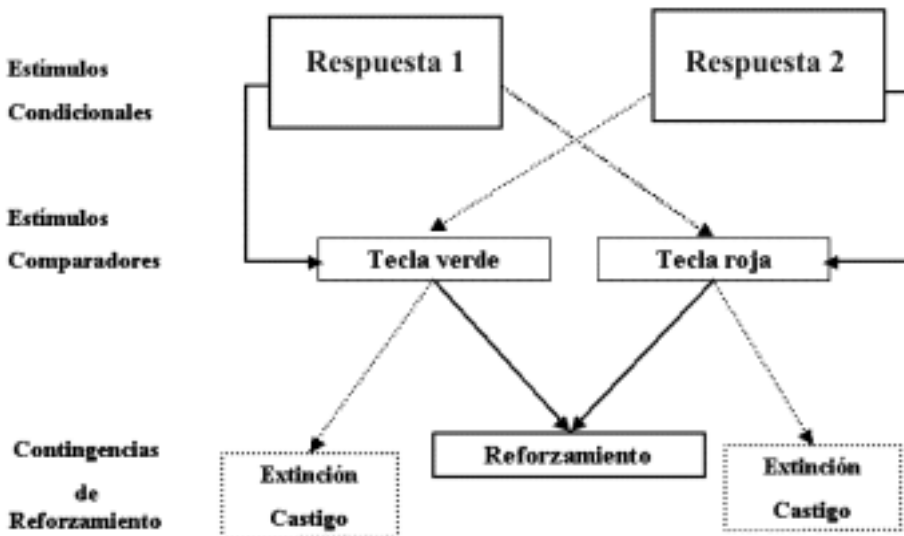 Respuesta 1
Respuesta 2
Estímulos
Condicionales
Estímulos
Comparadores
Tecla verde
Tecla roja
Contingencias
de
Reforzamiento
Extinción
Castigo
Reforzamiento
Extinción
Castigo